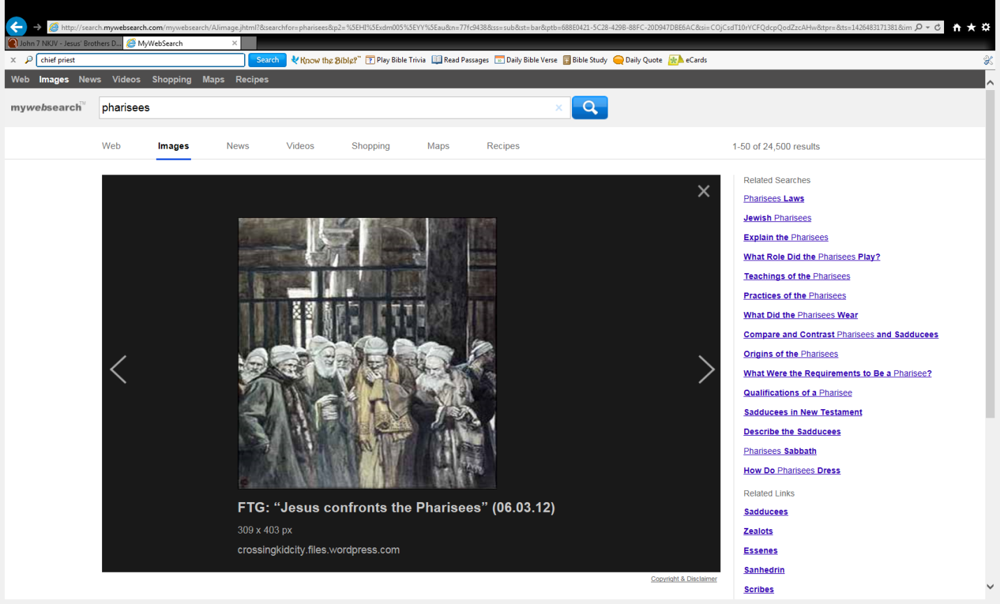 http://search.mywebsearch.com/mywebsearch/AJimage.jhtml?&searchfor=pharisees&p2=%5EHI%5Exdm005%5EYY%5Eau&n=77fc9438&ss=sub&st=bar&ptb=688E0421-5C28-429B-88FC-20D947DBE6AC&si=COjCsdT10rYCFQdcpQodZzcAHw&tpr=&ts=1426483171381&im
John 7 NKJV - Jesus' Brothers D... MyWebSearch
chief priest Search Know the Bible?™ Play Bible Trivia Read Passages Daily Bible Verse Bible Study Daily Quote eCards
Web Images News Videos Shopping Maps Recipes
mywebsearch™ pharisees
Web Images News Videos Shopping Maps Recipes 1-50 of 24,500 results
FTG: “Jesus confronts the Pharisees” (06.03.12)
309 x 403 px
crossingkidcity.files.wordpress.com
Copyright & Disclaimer
Related Searches
Pharisees Laws
Jewish Pharisees
Explain the Pharisees
What Role Did the Pharisees Play?
Teachings of the Pharisees
Practices of the Pharisees
What Did the Pharisees Wear
Compare and Contrast Pharisees and Sadducees
Origins of the Pharisees
What Were the Requirements to Be a Pharisee?
Qualifications of a Pharisee
Sadducees in New Testament
Describe the Sadducees
Pharisees Sabbath
How Do Pharisees Dress
Related Links
Sadducees
Zealots
Essenes
Sanhedrin
Scribes